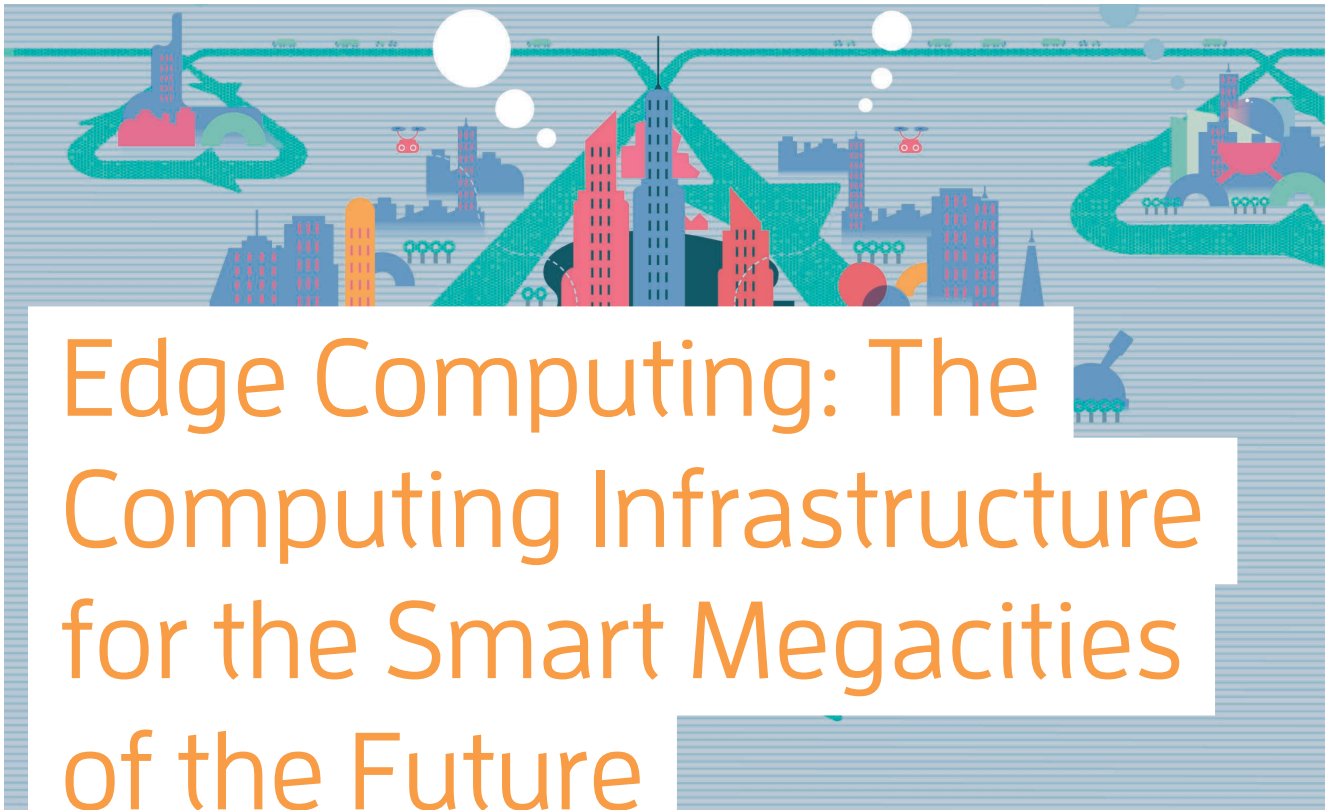 Edge Computing: The
Computing Infrastructure
for the Smart Megacities
of the Future